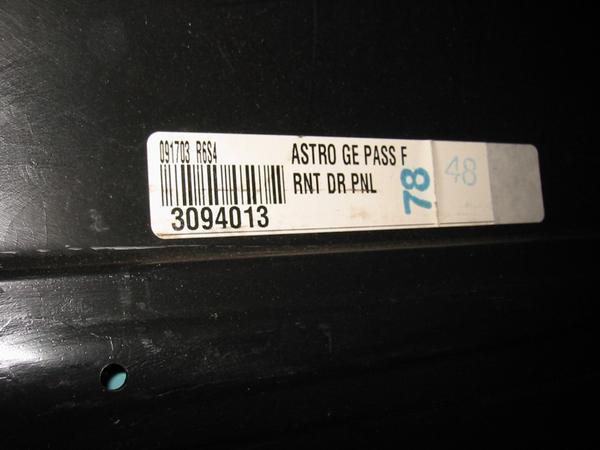 091703 R6S4
ASTRO GE PASS F
RNT DR PNL
3094013
78
48